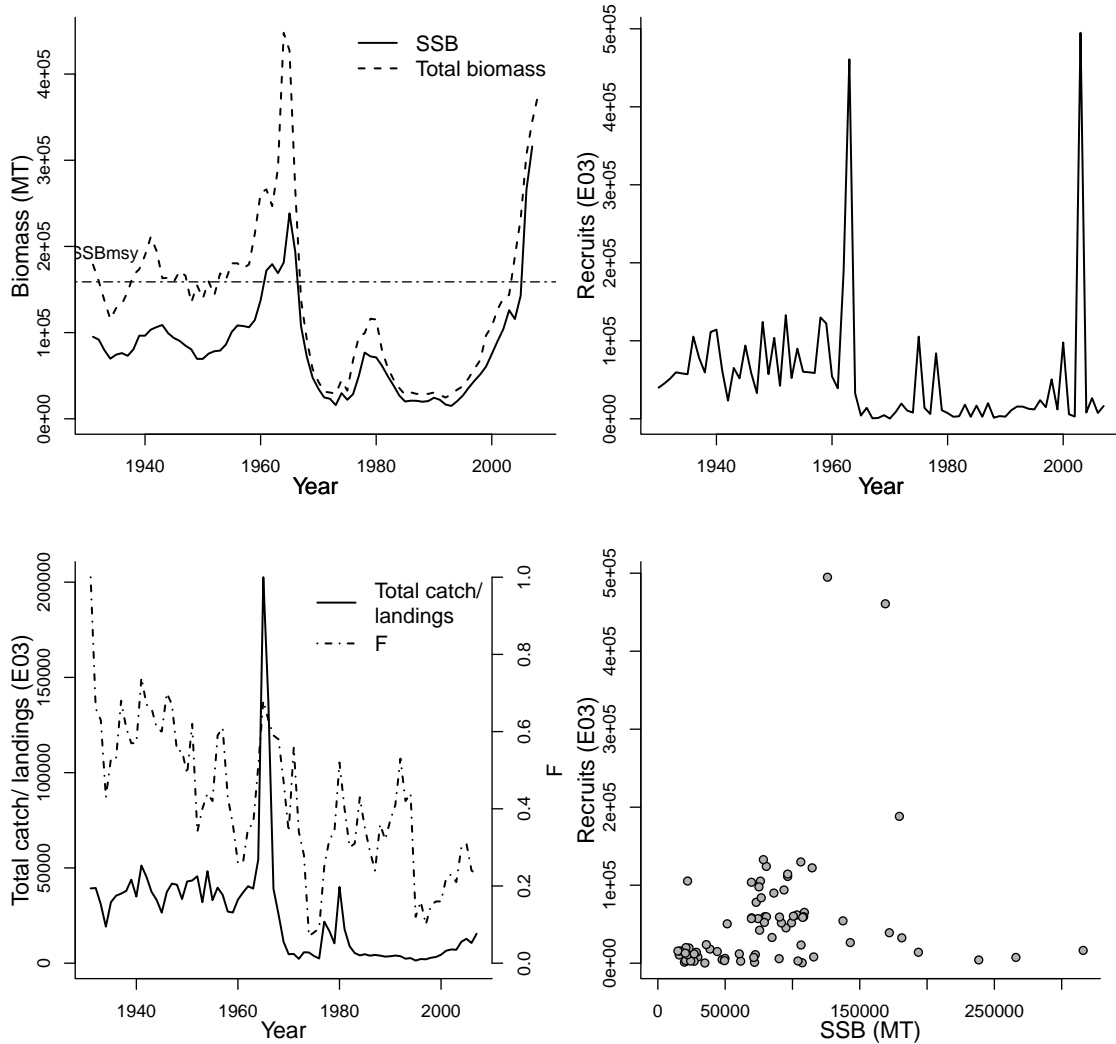 SSB
Total biomass
SSBmsy
Biomass (MT)
0e+00 1e+05 2e+05 3e+05 4e+05
1940 1960 1980 2000
Year
Recruits (E03)
0e+00 1e+05 2e+05 3e+05 4e+05 5e+05
1940 1960 1980 2000
Year
Total catch/
landings
F
Total catch/ landings (E03)
0 50000 100000 150000 200000
0.0 0.2 0.4 0.6 0.8 1.0
F
1940 1960 1980 2000
Year
Recruits (E03)
0e+00 1e+05 2e+05 3e+05 4e+05 5e+05
0 50000 150000 250000
SSB (MT)